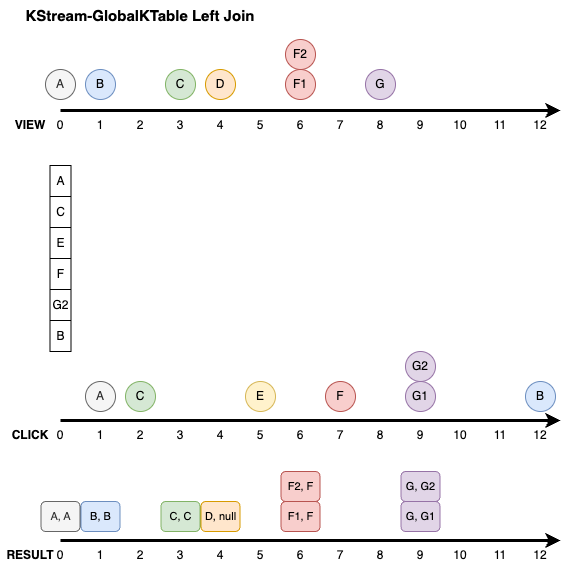 KStream-GlobalKTable Left Join
F2
A B C D F1 G
VIEW 0 1 2 3 4 5 6 7 8 9 10 11 12
A
C
E
F
G2
B
G2
A C E F G1 B
CLICK 0 1 2 3 4 5 6 7 8 9 10 11 12
F2, F G, G2
A, A B, B C, C D, null F1, F G, G1
RESULT 0 1 2 3 4 5 6 7 8 9 10 11 12